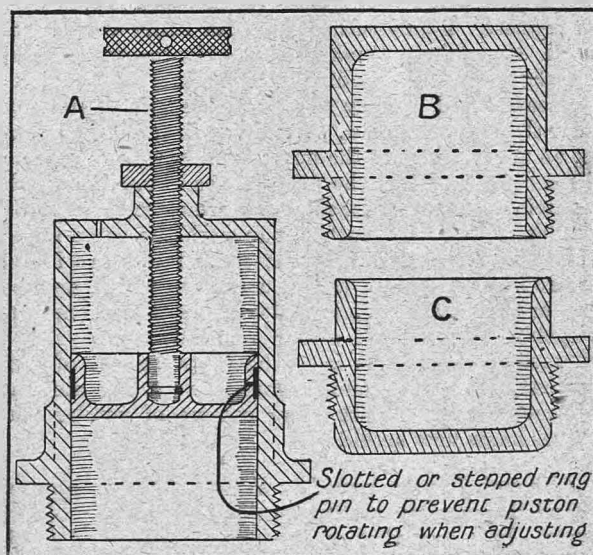 A
B
C
Slotted or stepped ring
pin to prevent piston
rotating when adjusting